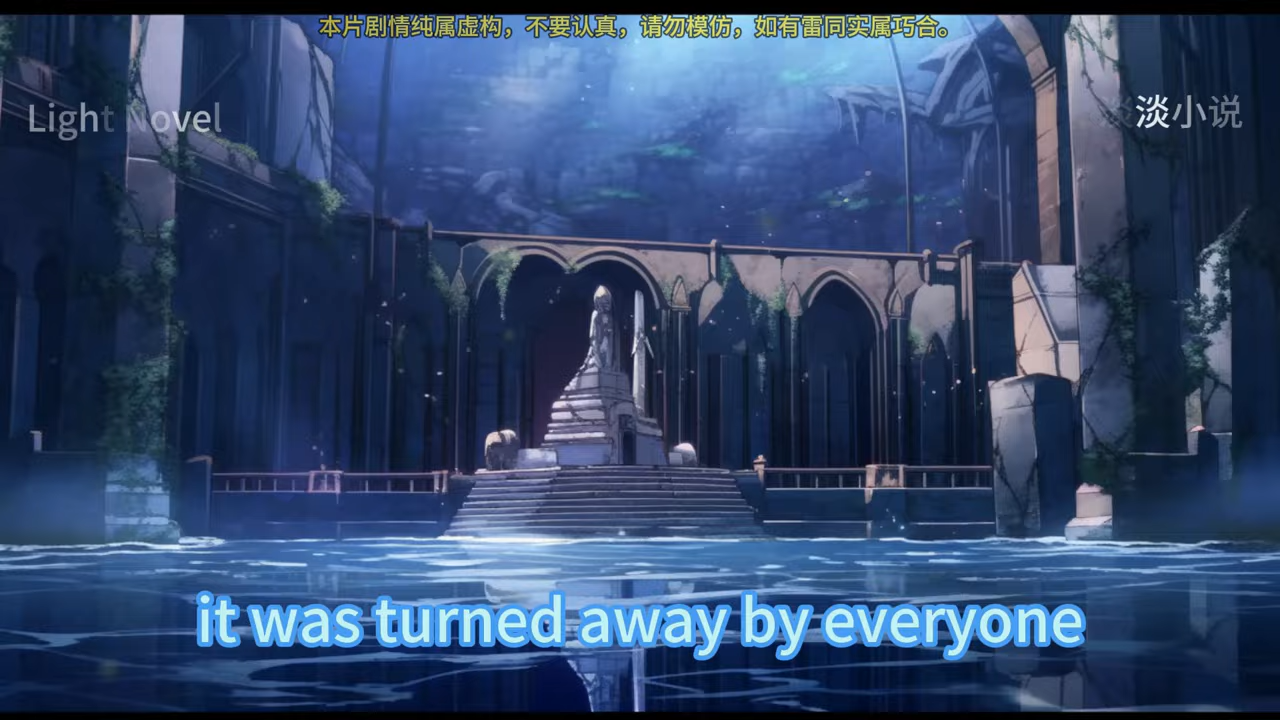 本片剧情纯属虚构，不要认真，请勿模仿，如有雷同实属巧合。
Light Novel
淡淡小说
it was turned away by everyone